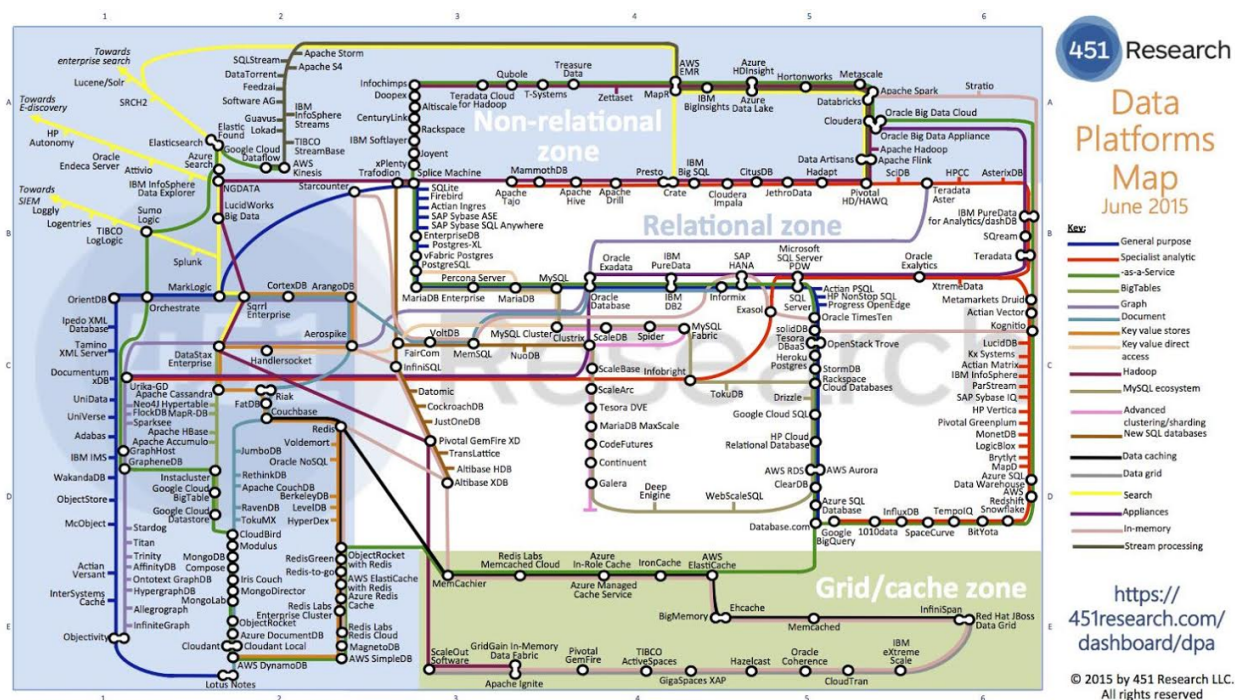 1 2 3 4 5 6
A
B
C
D
E
451 Research
Data
Platforms
Map
June 2015
Key:
General purpose
Specialist analytic
-as-a-Service
BigTables
Graph
Document
Key value stores
Key value direct
access
Hadoop
MySQL ecosystem
Advanced
clustering/sharding
New SQL databases
Data caching
Data grid
Search
Appliances
In-memory
Stream processing
https://
451research.com/
dashboard/dpa
© 2015 by 451 Research LLC.
All rights reserved
Non-relational
zone
Relational zone
Grid/cache zone
451 Research
Towards
enterprise search
Lucene/Solr
SRCH2
Towards
E-discovery
HP
Autonomy
Oracle
Endeca Server
Attivio
IBM InfoSphere
Data Explorer
Towards
SIEM
Loggly
Logentries
TIBCO
LogLogic
Sumo
Logic
Splunk
Elasticsearch
Elastic
Found
Azure
Search
Google Cloud
Dataflow
AWS
Kinesis
SQLStream
DataTorrent
Feedzai
Software AG
Guavus
Lokad
Apache Storm
Apache S4
IBM
InfoSphere
Streams
TIBCO
StreamBase
NGDATA
LucidWorks
Big Data
Starcounter
Trafodion
Infochimps
Doopex
Altiscale
CenturyLink
Rackspace
IBM Softlayer
Joyent
xPlenty
Splice Machine
Teradata Cloud
for Hadoop
Qubole
T-Systems
Treasure
Data
Zettaset
AWS
EMR
MapR
IBM
BigInsights
Azure
HDInsight
Azure
Data Lake
Hortonworks
Metascale
Apache Spark
Stratio
Databricks
Cloudera
Oracle Big Data Cloud
Oracle Big Data Appliance
Apache Hadoop
Data Artisans
Apache Flink
MammothDB
Apache
Tajo
Apache
Hive
Apache
Drill
Presto
Crate
IBM
Big SQL
Cloudera
Impala
CitusDB
JethroData
Hadapt
Pivotal
HD/HAWQ
SciDB
Teradata
Aster
HPCC
AsterixDB
IBM PureData
for Analytics/dashDB
SQream
Teradata
SQLite
Firebird
Actian Ingres
SAP Sybase ASE
SAP Sybase SQL Anywhere
EnterpriseDB
Postgres-XL
vFabric Postgres
PostgreSQL
Percona Server
MySQL
MariaDB Enterprise
MariaDB
Oracle
Exadata
Oracle
Database
IBM
PureData
IBM
DB2
SAP
HANA
Informix
Microsoft
SQL Server
PDW
SQL
Server
Exasol
Oracle
Exalytics
XtremeData
Actian PSQL
HP NonStop SQL
Progress OpenEdge
Oracle TimesTen
Metamarkets Druid
Actian Vector
Kognitio
LucidDB
Kx Systems
Actian Matrix
IBM InfoSphere
ParStream
SAP Sybase IQ
HP Vertica
Pivotal Greenplum
MonetDB
LogicBlox
Brytlyt
MapD
Azure SQL
Data Warehouse
AWS
Redshift
Snowflake
OrientDB
MarkLogic
Orchestrate
Sqrrl
Enterprise
CortexDB
ArangoDB
Aerospike
Ipedo XML
Database
Tamino
XML Server
Documentum
xDB
UniData
UniVerse
Adabas
IBM IMS
WakandaDB
ObjectStore
McObject
Actian
Versant
InterSystems
Caché
Objectivity
DataStax
Enterprise
Handlersocket
Urika-GD
Apache Cassandra
Neo4J
Hypertable
FlockDB
MapR-DB
Sparksee
Apache HBase
Apache Accumulo
GraphHost
GrapheneDB
Instacluster
Google Cloud
BigTable
Google Cloud
Datastore
Stardog
Titan
Trinity
AffinityDB
Ontotext GraphDB
HypergraphDB
Allegrograph
InfiniteGraph
Riak
FatDB
Couchbase
Redis
Voldemort
Oracle NoSQL
JumboDB
RethinkDB
Apache CouchDB
RavenDB
TokuMX
BerkeleyDB
LevelDB
HyperDex
CloudBird
Modulus
MongoDB
Compose
Iris Couch
MongoDirector
MongoLab
ObjectRocket
Azure DocumentDB
Cloudant
Cloudant Local
AWS DynamoDB
Lotus Notes
RedisGreen
Redis-to-go
Redis Labs
Enterprise Cluster
ObjectRocket
with Redis
AWS ElastiCache
with Redis
Azure Redis
Cache
Redis Labs
Redis Cloud
MagnetoDB
AWS SimpleDB
FairCom
InfiniSQL
VoltDB
MemSQL
NuoDB
MySQL Cluster
Clustrix
ScaleDB
Spider
MySQL
Fabric
ScaleBase
ScaleArc
Tesora DVE
MariaDB MaxScale
CodeFutures
Continuent
Galera
Infobright
TokuDB
Deep
Engine
WebScaleSQL
Datomic
CockroachDB
JustOneDB
Pivotal GemFire XD
TransLattice
Altibase HDB
Altibase XDB
solidDB
Tesora
DBaaS
OpenStack Trove
Heroku
Postgres
StormDB
Rackspace
Cloud Databases
Drizzle
Google Cloud SQL
HP Cloud
Relational Database
AWS RDS
AWS Aurora
ClearDB
Azure SQL
Database
Database.com
Google
BigQuery
1010data
InfluxDB
SpaceCurve
TempoIQ
BitYota
MemCachier
Redis Labs
Memcached Cloud
Azure
In-Role Cache
Azure Managed
Cache Service
IronCache
AWS
ElastiCache
BigMemory
Ehcache
Memcached
InfiniSpan
Red Hat JBoss
Data Grid
ScaleOut
Software
GridGain In-Memory
Data Fabric
Apache Ignite
Pivotal
GemFire
TIBCO
ActiveSpaces
GigaSpaces XAP
Hazelcast
Oracle
Coherence
CloudTran
IBM
eXtreme
Scale
1 2 3 4 5 6
A
B
C
D
E